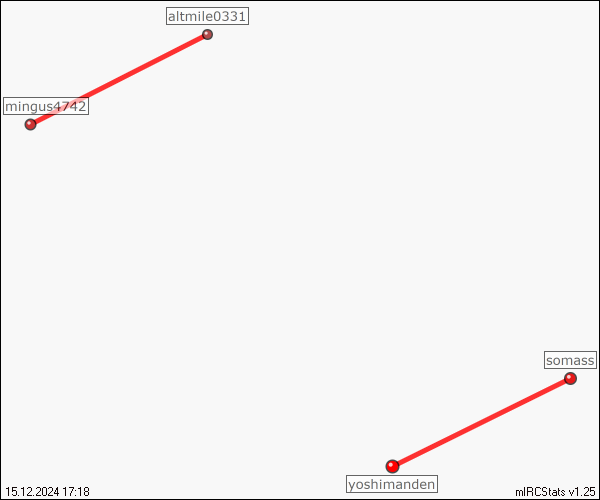 altmile0331
mingus4742
somass
yoshimanden
15.12.2024 17:18
mIRCStats v1.25